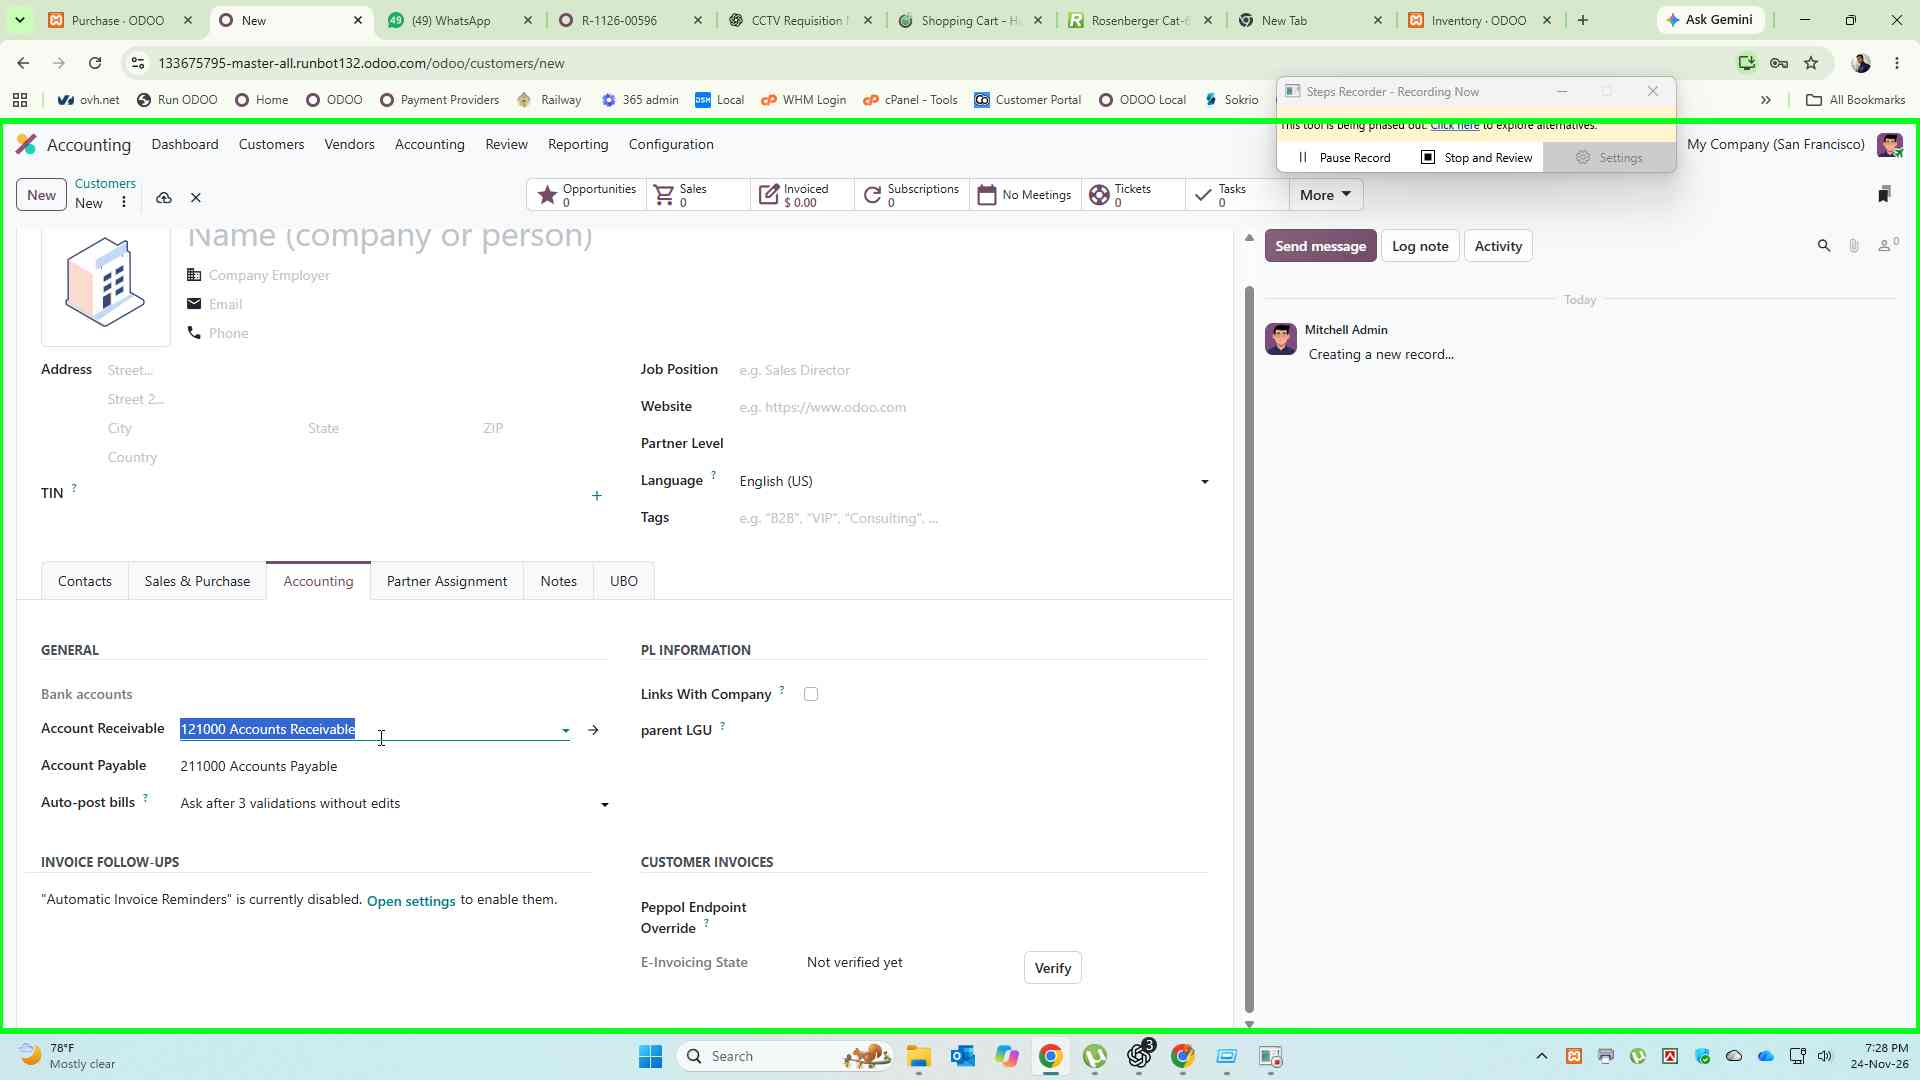 Purchase - ODOO
New
49
(49) WhatsApp
R-1126-00596
CCTV Requisition
Shopping Cart - H
Rosenberger Cat-6
New Tab
Inventory - ODOO
Ask Gemini
133675795-master-all.runbot132.odoo.com/odoo/customers/new
ovh.net
Run ODOO
Home
ODOO
Payment Providers
Railway
365 admin
Local
WHM Login
cPanel - Tools
Customer Portal
ODOO Local
Sokrio
All Bookmarks
Steps Recorder - Recording Now
This tool is being phased out. Click here to explore alternatives.
Pause Record
Stop and Review
Settings
Accounting
Dashboard
Customers
Vendors
Accounting
Review
Reporting
Configuration
My Company (San Francisco)
New
Customers
New
Opportunities
0
Sales
0
Invoiced
$ 0.00
Subscriptions
0
No Meetings
Tickets
0
Tasks
0
More
Name (company or person)
Company Employer
Email
Phone
Send message
Log note
Activity
0
Today
Mitchell Admin
Creating a new record...
Address
Street...
Street 2...
City
State
ZIP
Country
TIN ?
Job Position
e.g. Sales Director
Website
e.g. https://www.odoo.com
Partner Level
Language ?
English (US)
Tags
e.g. "B2B", "VIP", "Consulting", ...
Contacts
Sales & Purchase
Accounting
Partner Assignment
Notes
UBO
GENERAL
Bank accounts
Account Receivable
121000 Accounts Receivable
Account Payable
211000 Accounts Payable
Auto-post bills ?
Ask after 3 validations without edits
PL INFORMATION
Links With Company ?
parent LGU ?
INVOICE FOLLOW-UPS
"Automatic Invoice Reminders" is currently disabled. Open settings to enable them.
CUSTOMER INVOICES
Peppol Endpoint
Override ?
E-Invoicing State
Not verified yet
Verify
78°F
Mostly clear
Search
3
7:28 PM
24-Nov-26